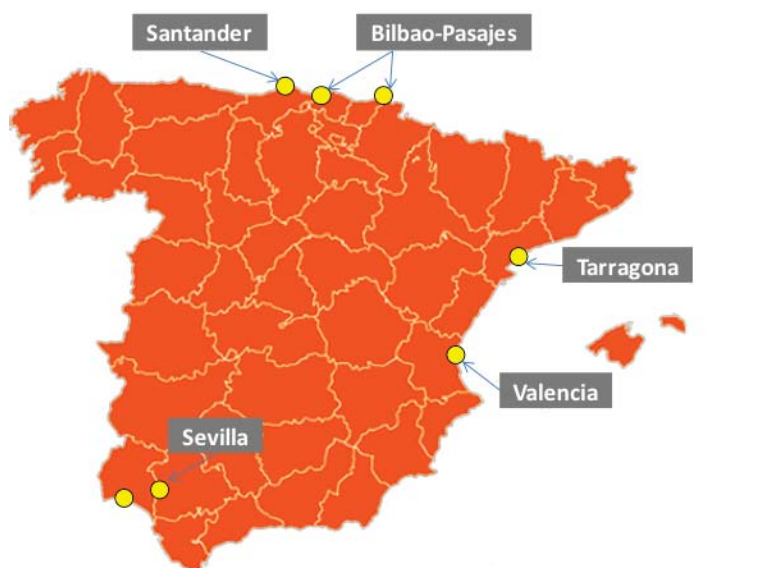 Santander
Bilbao-Pasajes
Tarragona
Valencia
Sevilla